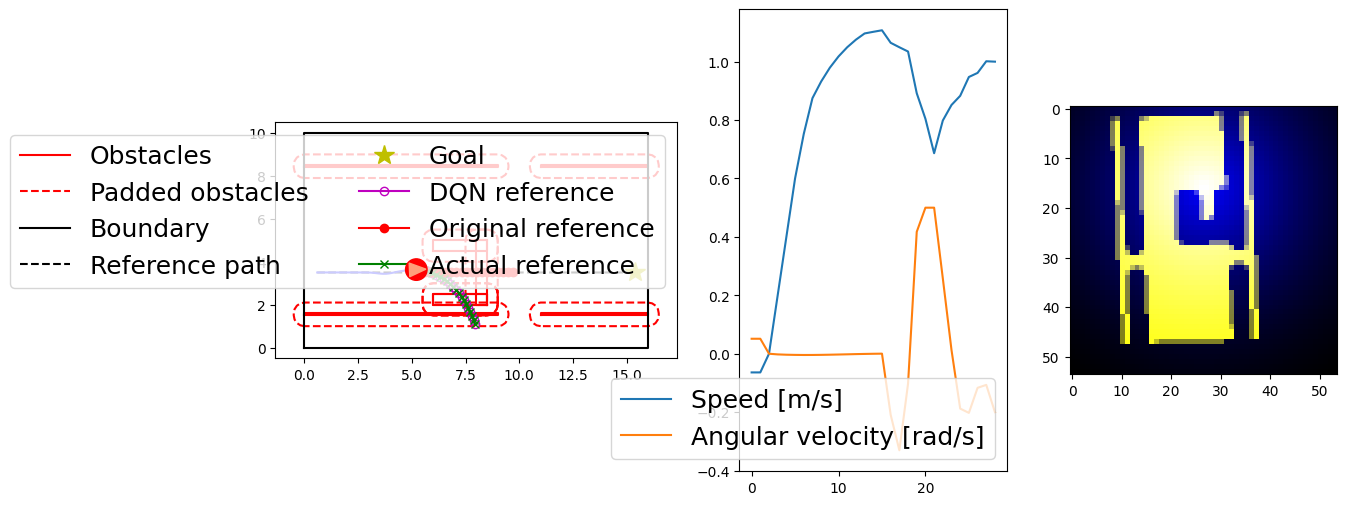 Obstacles
Padded obstacles
Boundary
Reference path
Goal
DQN reference
Original reference
Actual reference
10
8
6
4
2
0
0.0 2.5 5.0 7.5 10.0 12.5 15.0
1.0
0.8
0.6
0.4
0.2
0.0
−0.2
−0.4
0 10 20
Speed [m/s]
Angular velocity [rad/s]
0
10
20
30
40
50
0 10 20 30 40 50